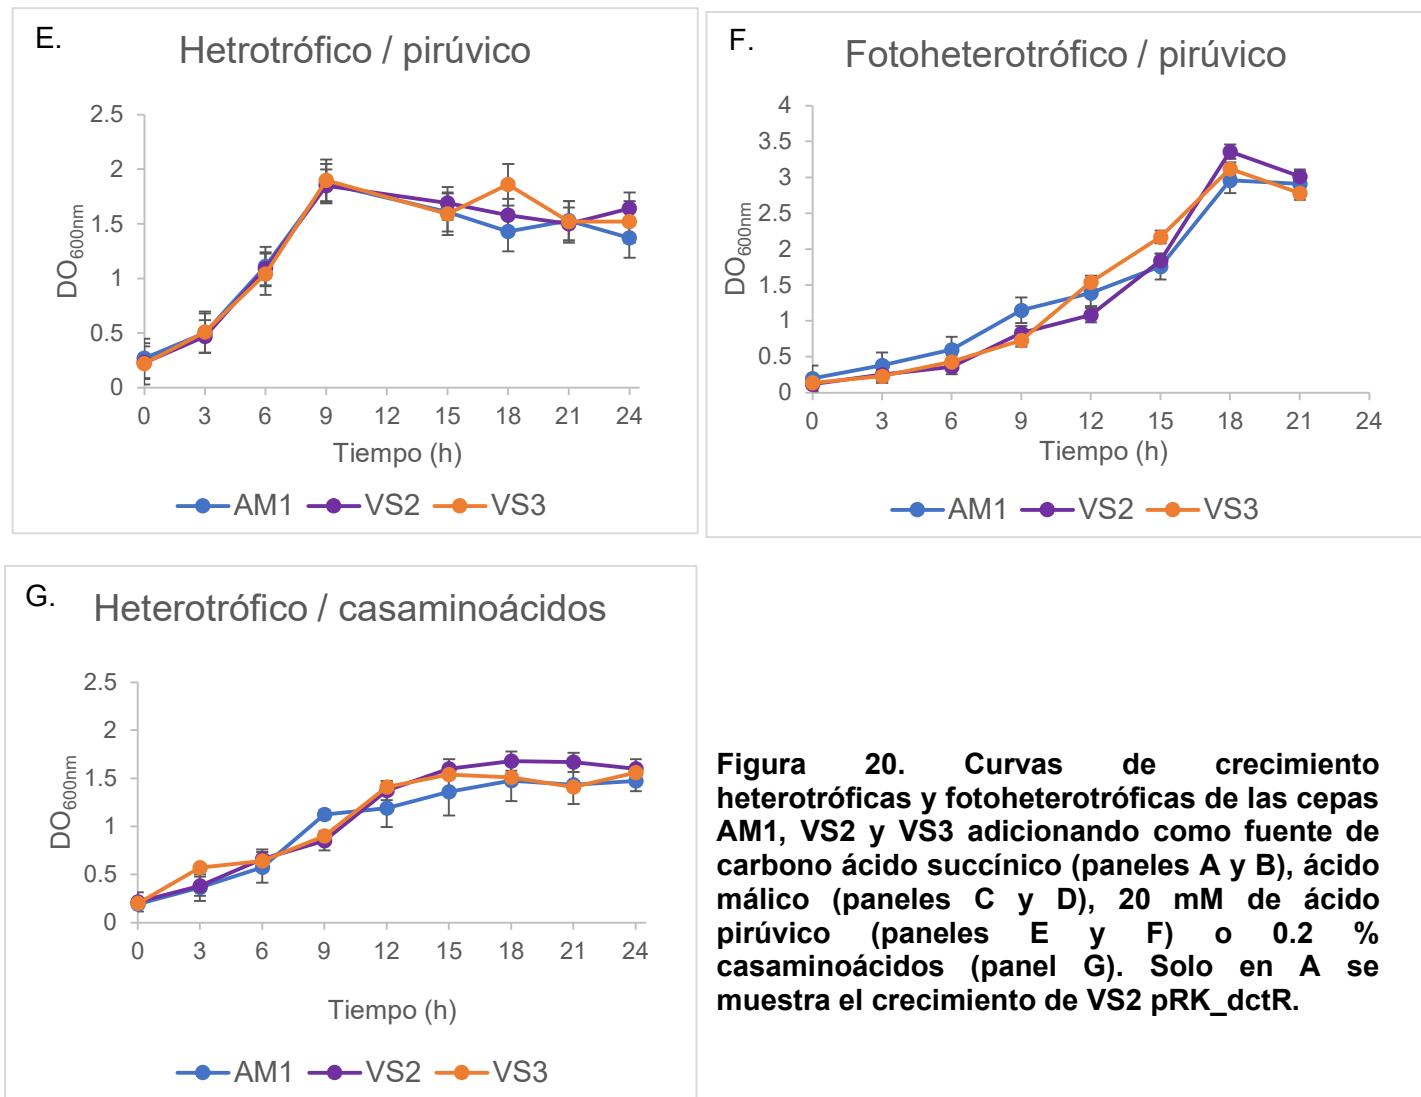 E.
Hetrotrófico / pirúvico
2.5
2
1.5
1
0.5
0
DO600nm
0 3 6 9 12 15 18 21 24
Tiempo (h)
AM1 VS2 VS3
F.
Fotoheterotrófico / pirúvico
4
3.5
3
2.5
2
1.5
1
0.5
0
DO600nm
0 3 6 9 12 15 18 21 24
Tiempo (h)
AM1 VS2 VS3
G.
Heterotrófico / casaminoácidos
2.5
2
1.5
1
0.5
0
DO600nm
0 3 6 9 12 15 18 21 24
Tiempo (h)
AM1 VS2 VS3
Figura 20. Curvas de crecimiento
heterotróficas y fotoheterotróficas de las cepas
AM1, VS2 y VS3 adicionando como fuente de
carbono ácido succínico (paneles A y B), ácido
málico (paneles C y D), 20 mM de ácido
pirúvico (paneles E y F) o 0.2 %
casaminoácidos (panel G). Solo en A se
muestra el crecimiento de VS2 pRK_dctR.